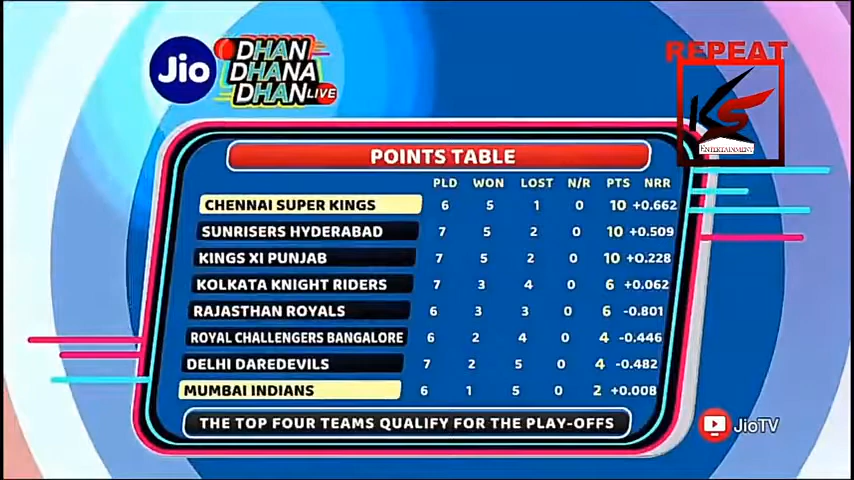 Jio DHAN DHANA DHAN LIVE
REPEAT
KS
ENTERTAINMENT
POINTS TABLE
PLD WON LOST N/R PTS NRR
CHENNAI SUPER KINGS 6 5 1 0 10 +0.662
SUNRISERS HYDERABAD 7 5 2 0 10 +0.509
KINGS XI PUNJAB 7 5 2 0 10 +0.228
KOLKATA KNIGHT RIDERS 7 3 4 0 6 +0.062
RAJASTHAN ROYALS 6 3 3 0 6 -0.801
ROYAL CHALLENGERS BANGALORE 6 2 4 0 4 -0.446
DELHI DAREDEVILS 7 2 5 0 4 -0.482
MUMBAI INDIANS 6 1 5 0 2 +0.008
THE TOP FOUR TEAMS QUALIFY FOR THE PLAY-OFFS
JioTV